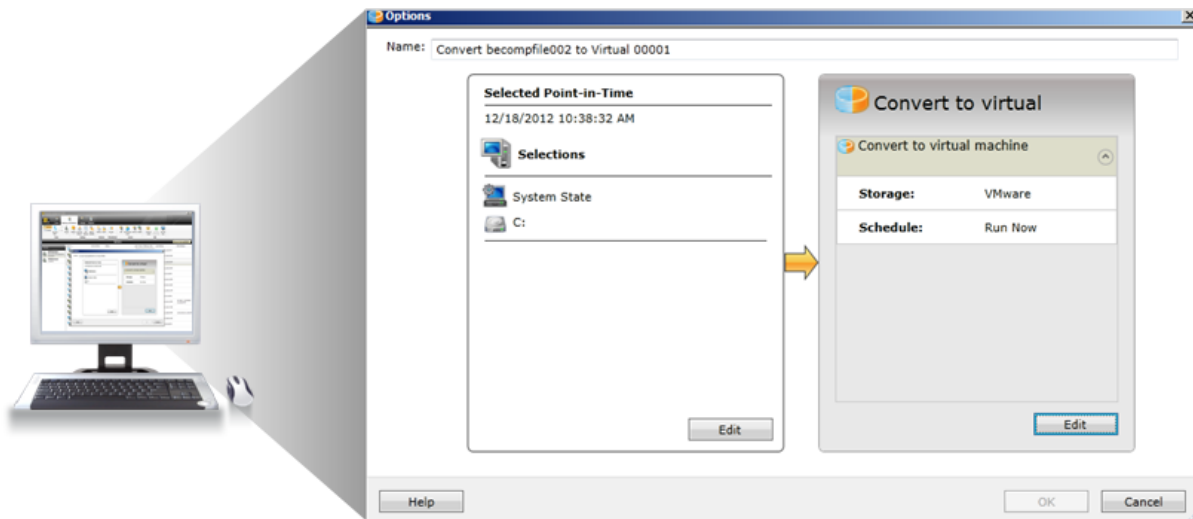 Options
Name: Convert becompfile002 to Virtual 00001
Selected Point-in-Time
12/18/2012 10:38:32 AM
Selections
System State
C:
Edit
Convert to virtual
Convert to virtual machine
Storage: VMware
Schedule: Run Now
Edit
Help
OK
Cancel